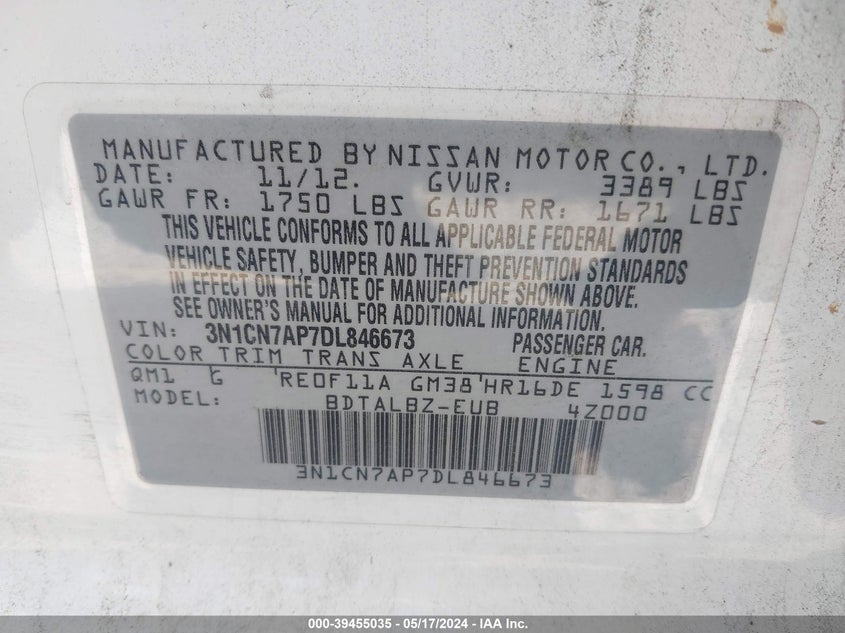 MANUFACTURED BY NISSAN MOTOR CO., LTD.
DATE: 11/12. GVWR: 3389 LBS
GAWR FR: 1750 LBS GAWR RR: 1671 LBS
THIS VEHICLE CONFORMS TO ALL APPLICABLE FEDERAL MOTOR
VEHICLE SAFETY, BUMPER AND THEFT PREVENTION STANDARDS
IN EFFECT ON THE DATE OF MANUFACTURE SHOWN ABOVE.
SEE OWNER'S MANUAL FOR ADDITIONAL INFORMATION.
VIN: 3N1CN7AP7DL846673 PASSENGER CAR.
COLOR TRIM TRANS AXLE ENGINE
QM1 G RE0F11A GM38 HR16DE 1598 CC
MODEL: BDTALBZ-EUB 4Z000
3N1CN7AP7DL846673
000-39455035 - 05/17/2024 - IAA Inc.